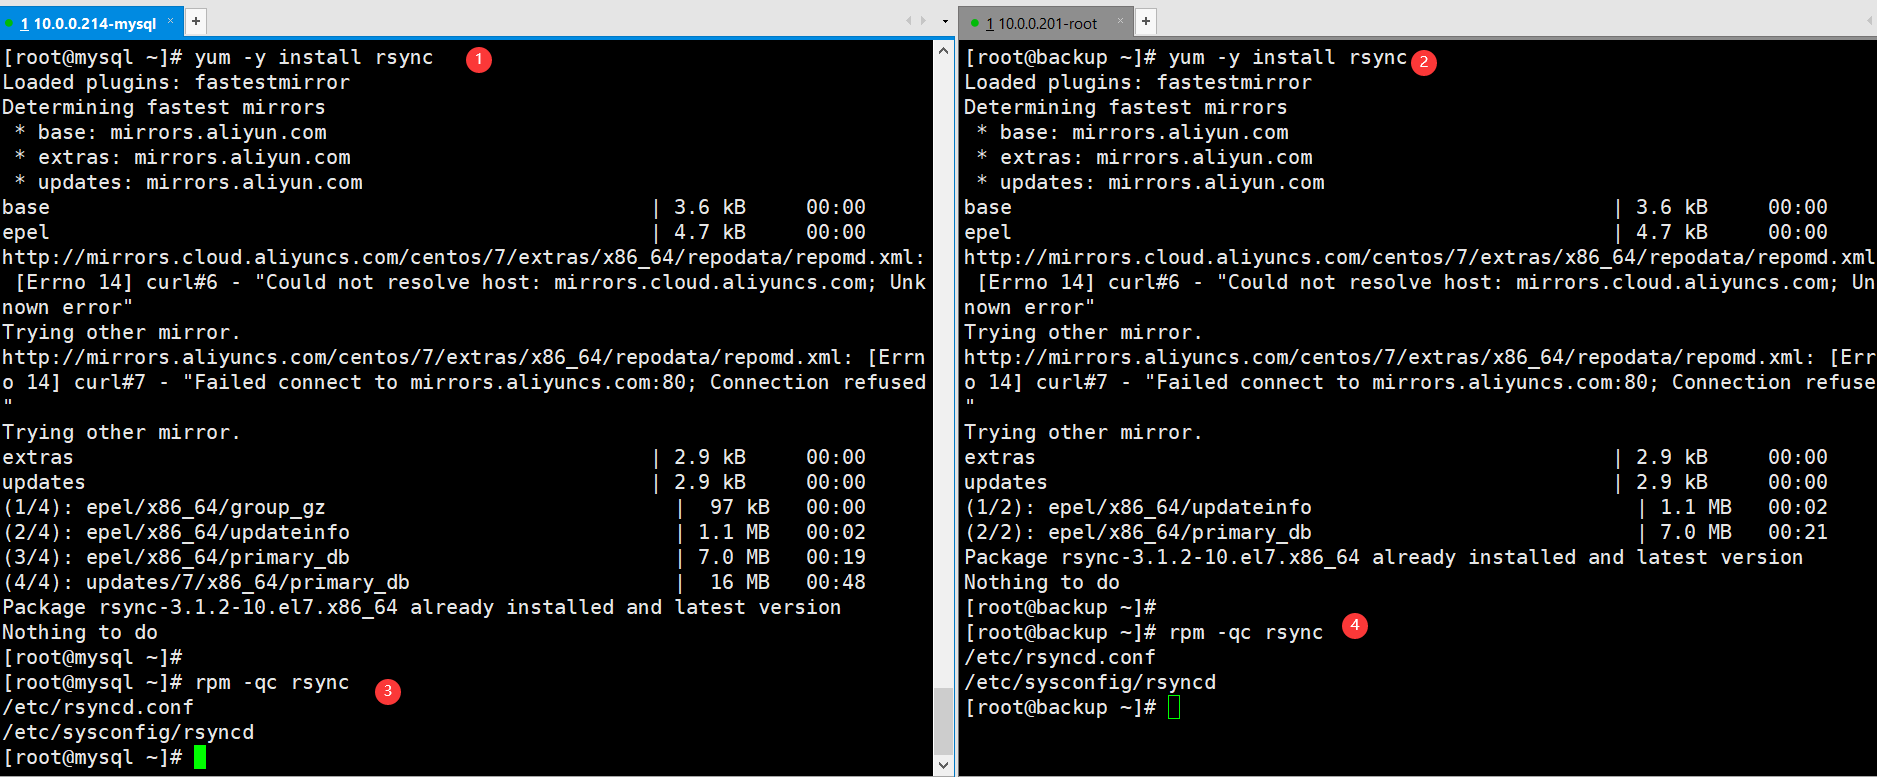 1 10.0.0.214-mysql × +
[root@mysql ~]# yum -y install rsync 1
Loaded plugins: fastestmirror
Determining fastest mirrors
* base: mirrors.aliyun.com
* extras: mirrors.aliyun.com
* updates: mirrors.aliyun.com
base | 3.6 kB 00:00
epel | 4.7 kB 00:00
http://mirrors.cloud.aliyuncs.com/centos/7/extras/x86_64/repodata/repomd.xml:
[Errno 14] curl#6 - "Could not resolve host: mirrors.cloud.aliyuncs.com; Unk
nown error"
Trying other mirror.
http://mirrors.aliyuncs.com/centos/7/extras/x86_64/repodata/repomd.xml: [Errn
o 14] curl#7 - "Failed connect to mirrors.aliyuncs.com:80; Connection refused
"
Trying other mirror.
extras | 2.9 kB 00:00
updates | 2.9 kB 00:00
(1/4): epel/x86_64/group_gz | 97 kB 00:00
(2/4): epel/x86_64/updateinfo | 1.1 MB 00:02
(3/4): epel/x86_64/primary_db | 7.0 MB 00:19
(4/4): updates/7/x86_64/primary_db | 16 MB 00:48
Package rsync-3.1.2-10.el7.x86_64 already installed and latest version
Nothing to do
[root@mysql ~]#
[root@mysql ~]# rpm -qc rsync 3
/etc/rsyncd.conf
/etc/sysconfig/rsyncd
[root@mysql ~]#
1 10.0.0.201-root × +
[root@backup ~]# yum -y install rsync 2
Loaded plugins: fastestmirror
Determining fastest mirrors
* base: mirrors.aliyun.com
* extras: mirrors.aliyun.com
* updates: mirrors.aliyun.com
base | 3.6 kB 00:00
epel | 4.7 kB 00:00
http://mirrors.cloud.aliyuncs.com/centos/7/extras/x86_64/repodata/repomd.xml
[Errno 14] curl#6 - "Could not resolve host: mirrors.cloud.aliyuncs.com; Un
nown error"
Trying other mirror.
http://mirrors.aliyuncs.com/centos/7/extras/x86_64/repodata/repomd.xml: [Err
o 14] curl#7 - "Failed connect to mirrors.aliyuncs.com:80; Connection refuse
"
Trying other mirror.
extras | 2.9 kB 00:00
updates | 2.9 kB 00:00
(1/2): epel/x86_64/updateinfo | 1.1 MB 00:02
(2/2): epel/x86_64/primary_db | 7.0 MB 00:21
Package rsync-3.1.2-10.el7.x86_64 already installed and latest version
Nothing to do
[root@backup ~]#
[root@backup ~]# rpm -qc rsync 4
/etc/rsyncd.conf
/etc/sysconfig/rsyncd
[root@backup ~]#